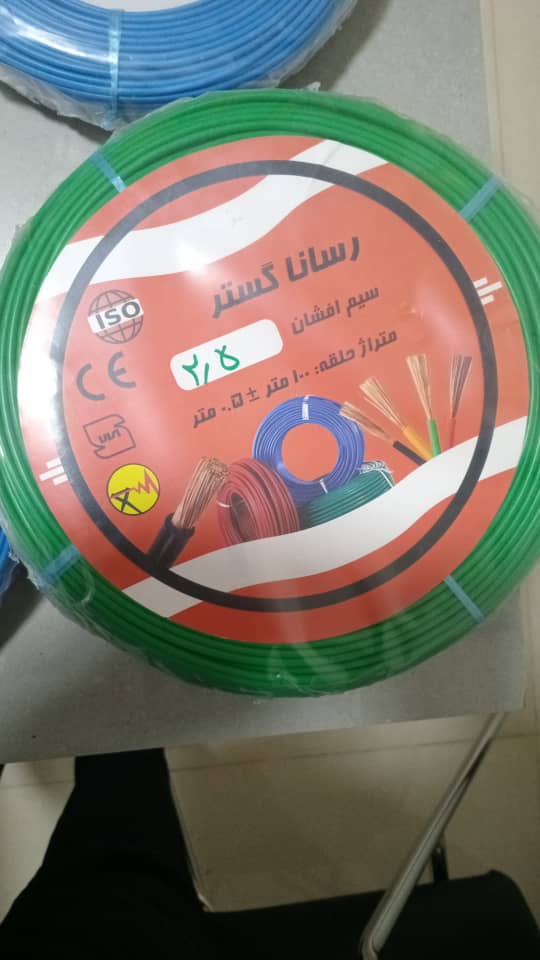 رسانا گستر
سیم افشان
۲٫۵
متراژ حلقه: ۱۰۰ متر ± ۰.۵ متر
ISO
CE